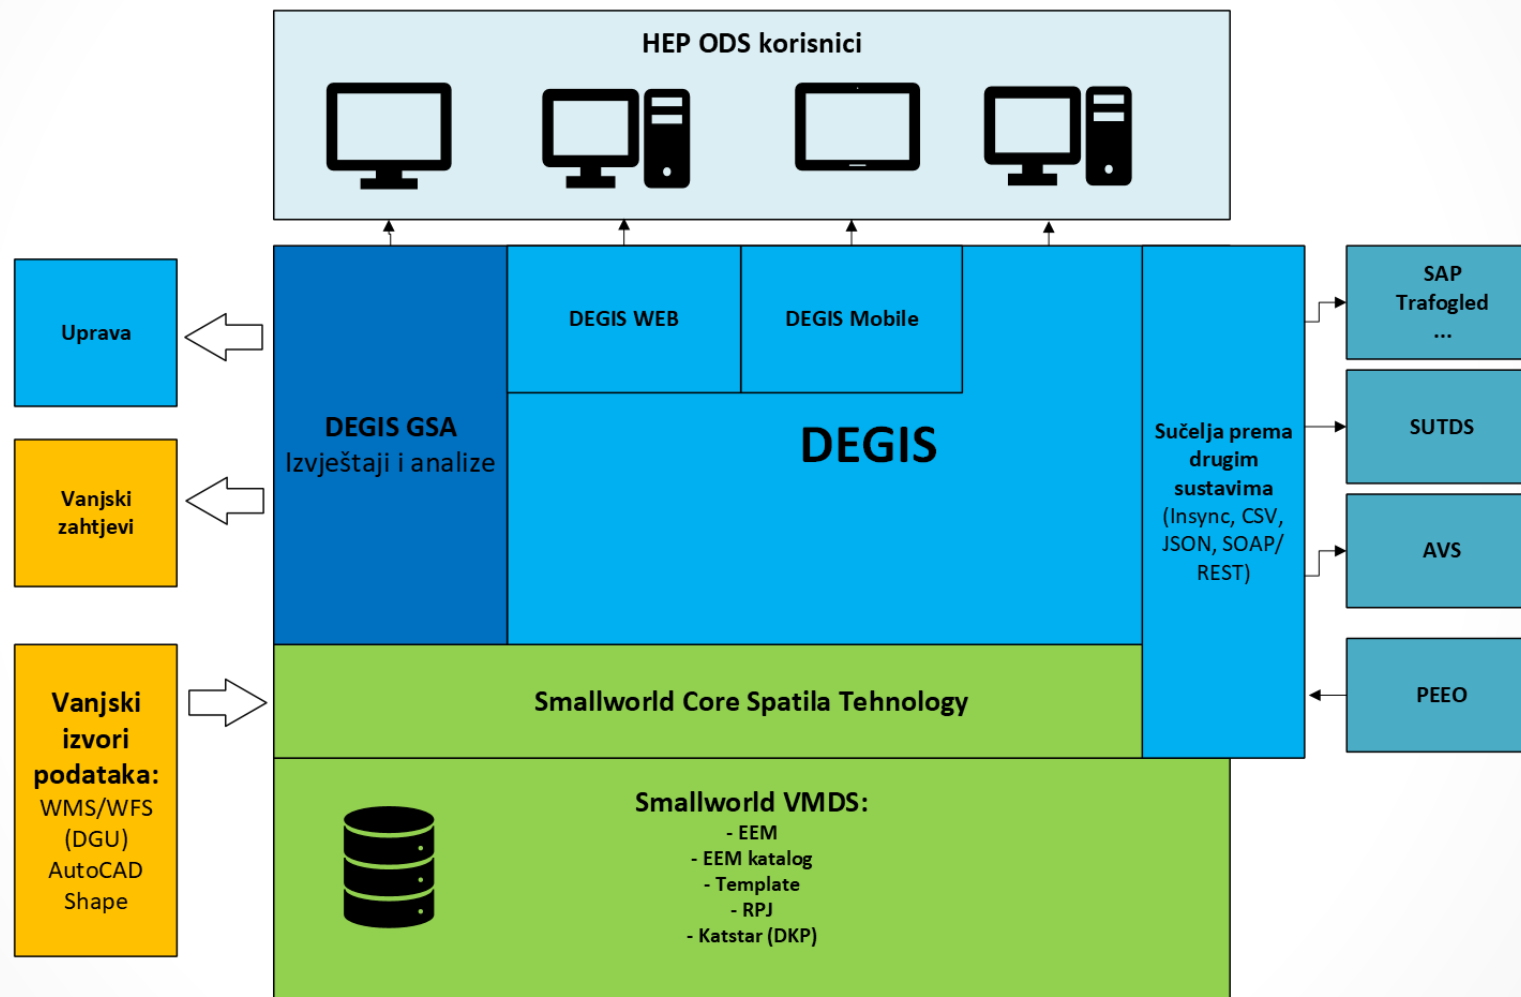 HEP ODS korisnici
Uprava
Vanjski
zahtjevi
Vanjski
izvori
podataka:
WMS/WFS
(DGU)
AutoCAD
Shape
DEGIS GSA
Izvještaji i analize
DEGIS WEB
DEGIS Mobile
DEGIS
Sučelja prema
drugim
sustavima
(Insync, CSV,
JSON, SOAP/
REST)
SAP
Trafogled
...
SUTDS
AVS
PEEO
Smallworld Core Spatila Tehnology
Smallworld VMDS:
- EEM
- EEM katalog
- Template
- RPJ
- Katstar (DKP)